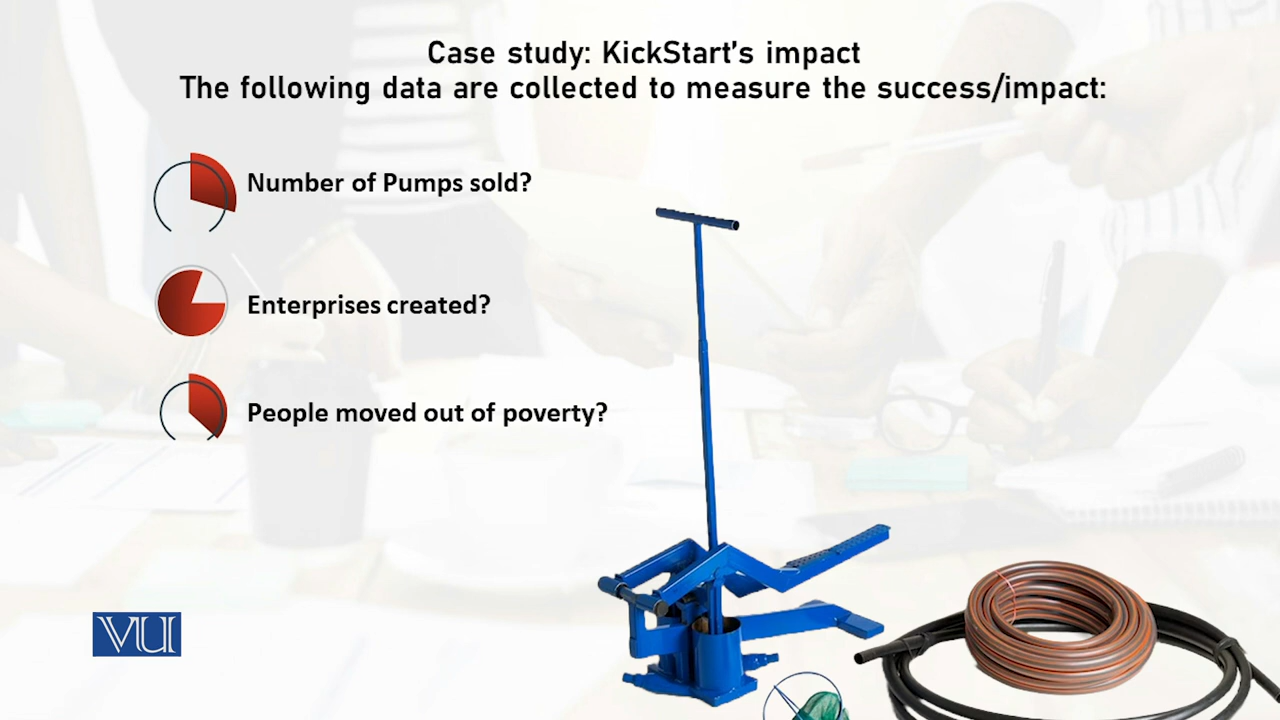 Case study: KickStart's impact
The following data are collected to measure the success/impact:
Number of Pumps sold?
Enterprises created?
People moved out of poverty?
VU